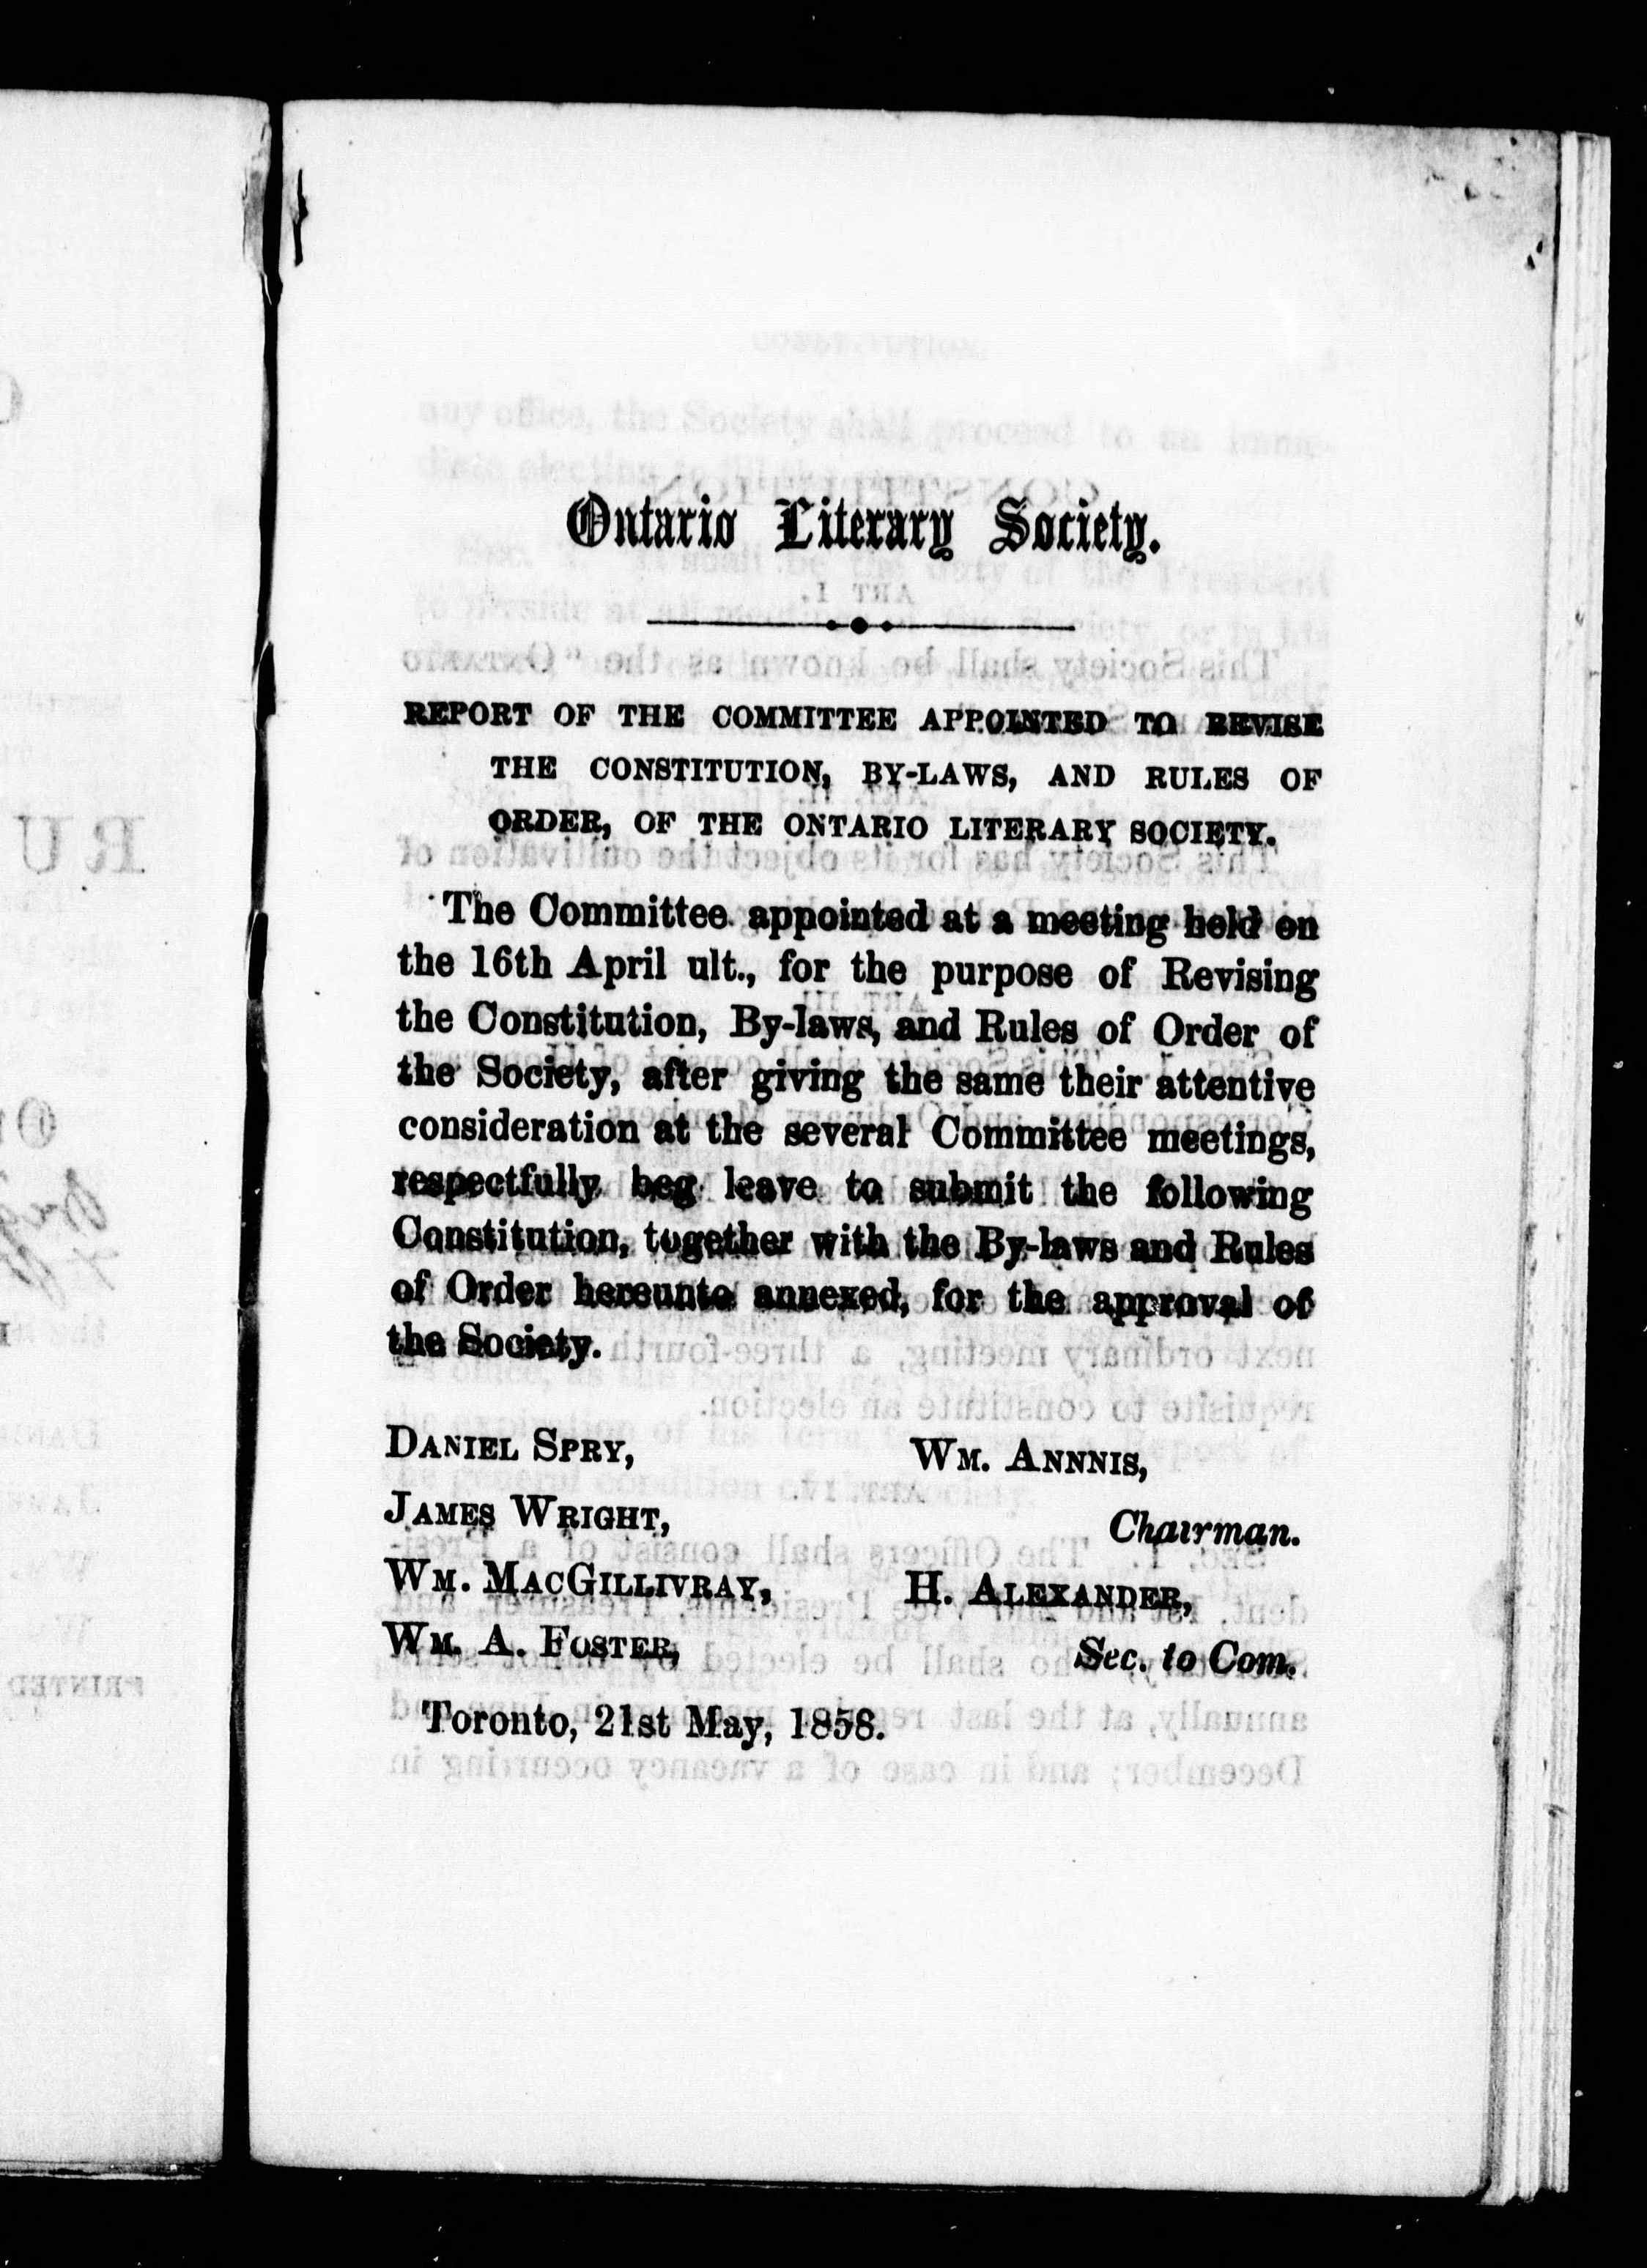 Ontario Literary Society.
REPORT OF THE COMMITTEE APPOINTED TO REVISE
THE CONSTITUTION, BY-LAWS, AND RULES OF
ORDER, OF THE ONTARIO LITERARY SOCIETY.
The Committee appointed at a meeting held on
the 16th April ult., for the purpose of Revising
the Constitution, By-laws, and Rules of Order of
the Society, after giving the same their attentive
consideration at the several Committee meetings,
respectfully beg leave to submit the following
Constitution, together with the By-laws and Rules
of Order hereunto annexed, for the approval of
the Society.
DANIEL SPRY, WM. ANNNIS,
JAMES WRIGHT, Chairman.
WM. MACGILLIVRAY, H. ALEXANDER,
WM. A. FOSTER, Sec. to Com.
Toronto, 21st May, 1858.